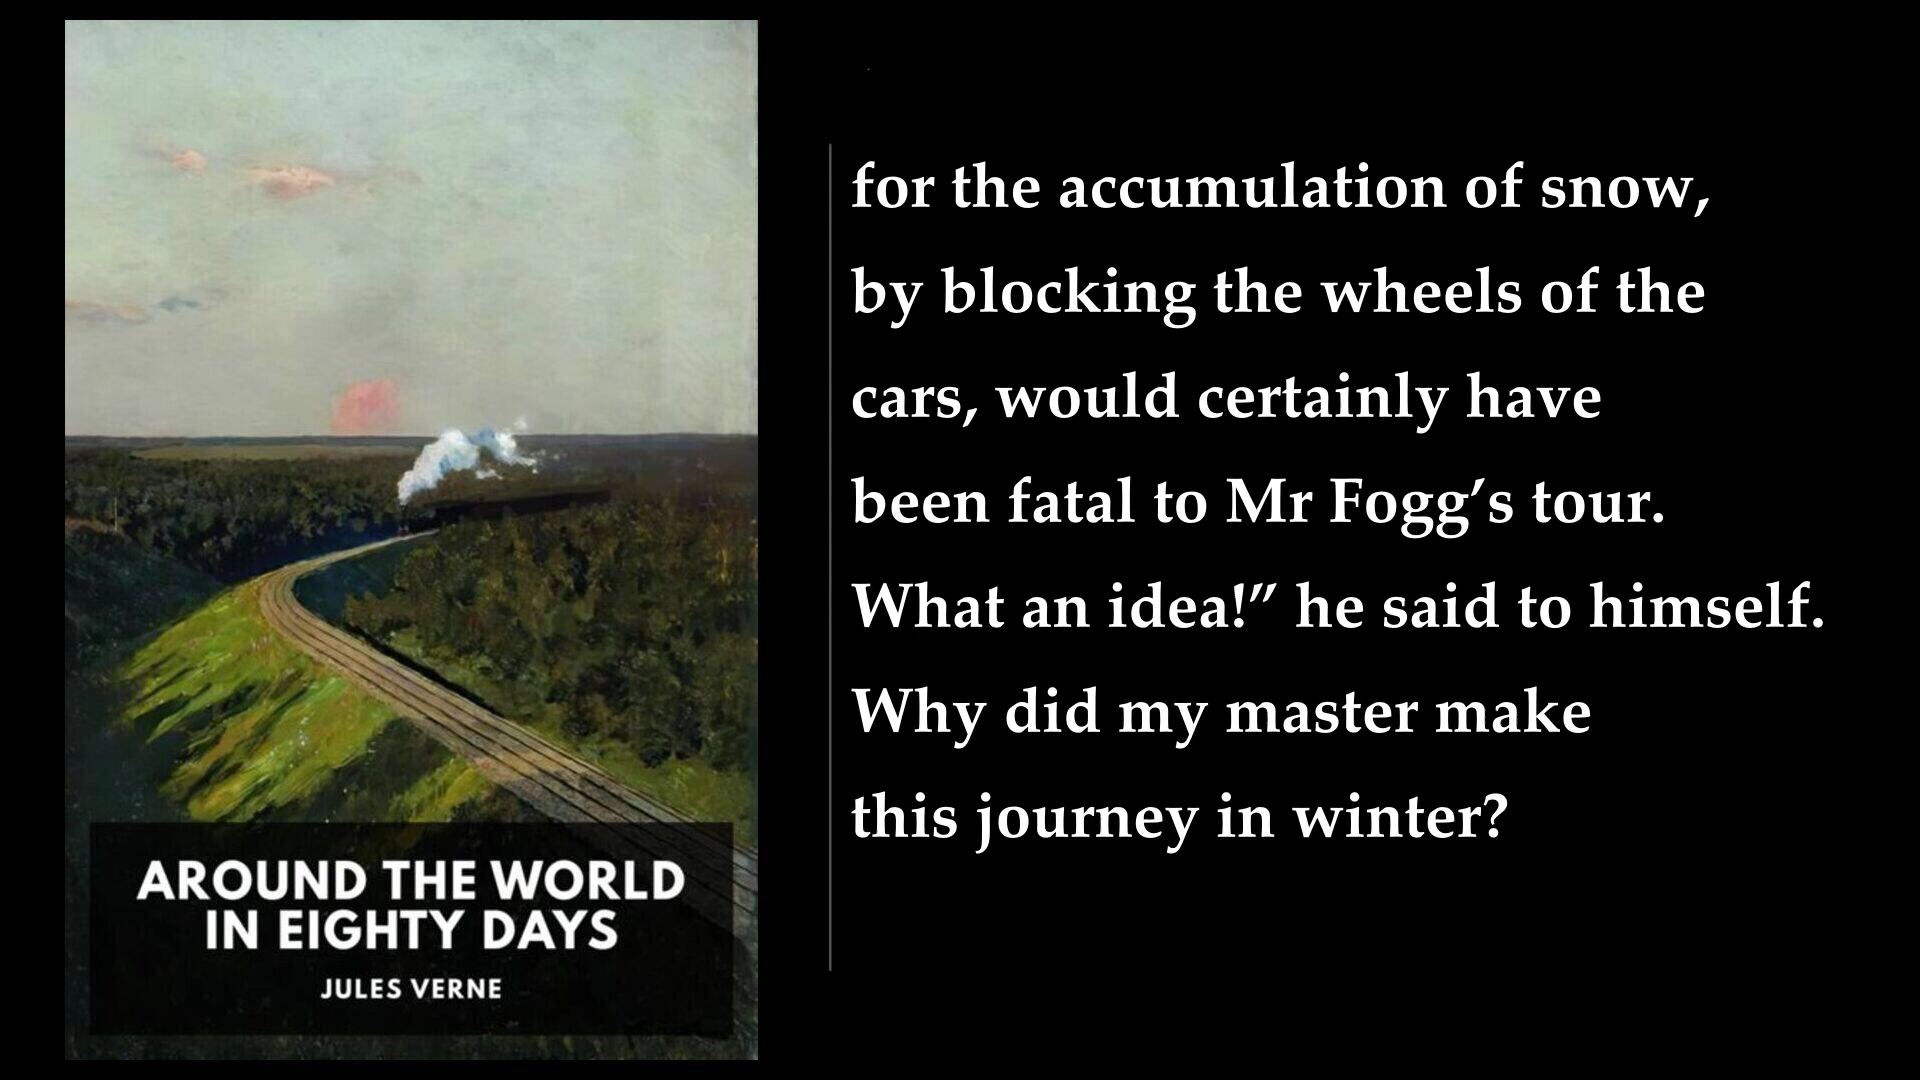 AROUND THE WORLD
IN EIGHTY DAYS
JULES VERNE
for the accumulation of snow,
by blocking the wheels of the
cars, would certainly have
been fatal to Mr Fogg’s tour.
What an idea!” he said to himself.
Why did my master make
this journey in winter?